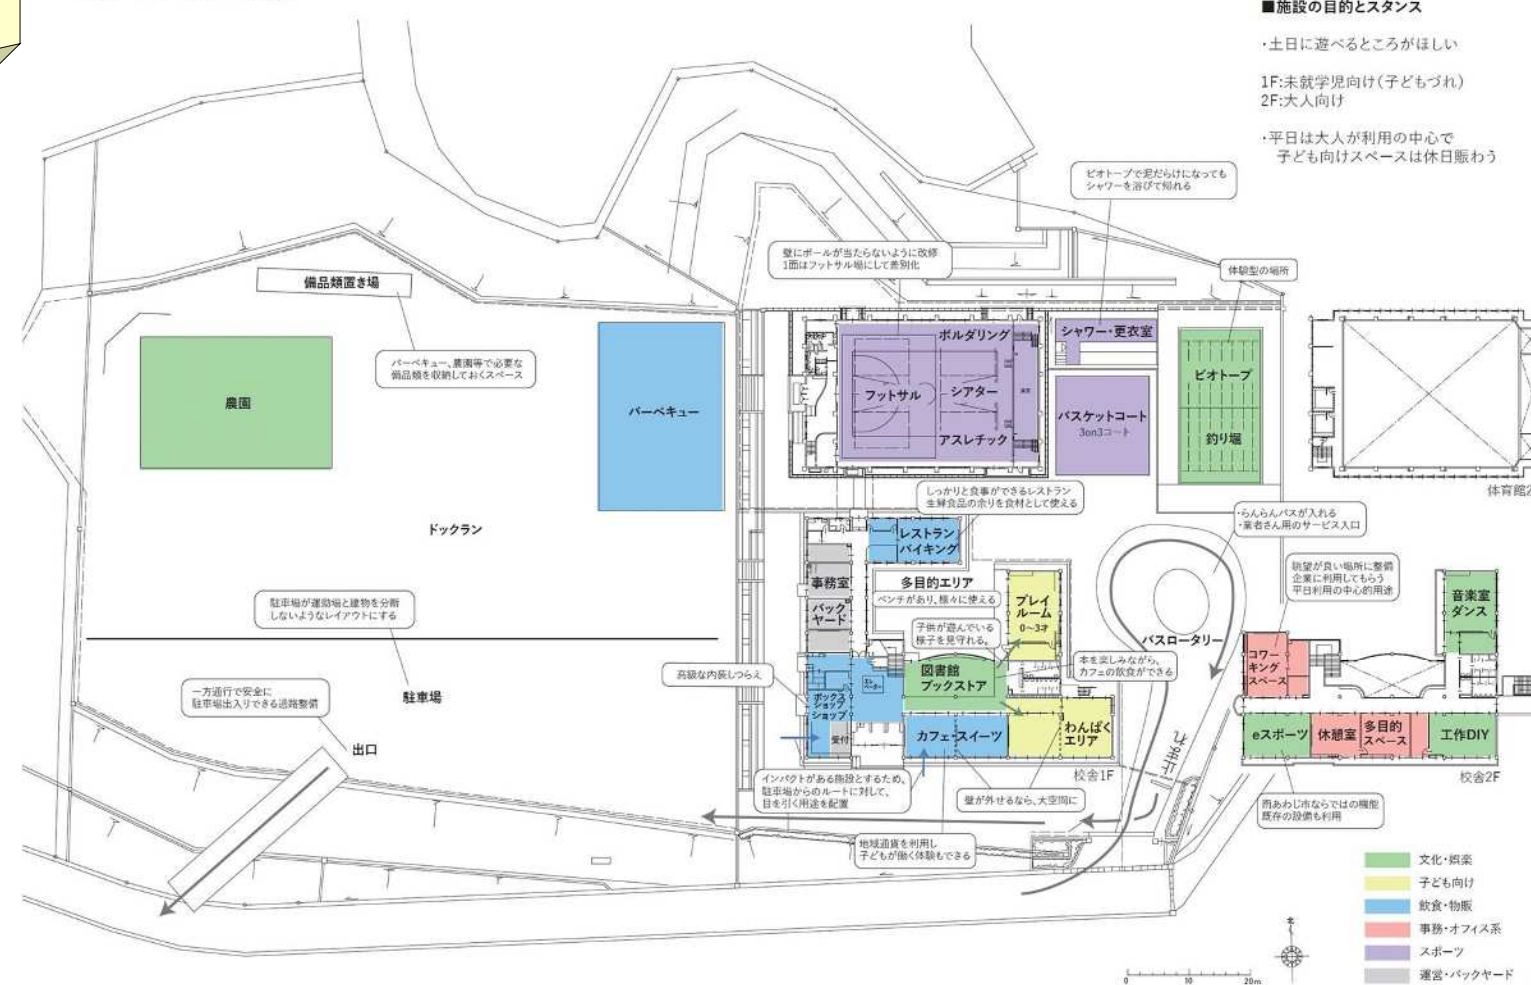 ■施設の目的とスタンス
・土日に遊べるところがほしい
1F:未就学児向け(子どもづれ)
2F:大人向け
・平日は大人が利用の中心で
子ども向けスペースは休日賑わう
ビオトープで泥だらけになっても
シャワーを浴びて帰れる
壁にボールが当たらないように改修
1面はフットサル場にして差別化
体験型の場所
備品類置き場
バーベキュー、農園等で必要な
備品類を収納しておくスペース
農園
バーベキュー
ボルダリング
フットサル
シアター
アスレチック
シャワー・更衣室
バスケットコート
3on3コート
ビオトープ
釣り堀
体育館2
しっかりと食事ができるレストラン
生鮮食品の余りを食材として使える
・らんらんバスが入れる
・業者さん用のサービス入口
ドックラン
レストラン
バイキング
眺望が良い場所に整備
企業に利用してもらう
平日利用の中心的用途
事務室
バック
ヤード
多目的エリア
ベンチがあり、様々に使える
プレイ
ルーム
0～3才
音楽室
ダンス
駐車場が運動場と建物を分断
しないようなレイアウトにする
子供が遊んでいる
様子を見守れる。
バスロータリー
本を楽しみながら、
カフェの飲食ができる
コワー
キング
スペース
高級な内装しつらえ
図書館
ブックストア
一方通行で安全に
駐車場出入りできる通路整備
駐車場
ボックス
ショップ
ショップ
受付
カフェ・スイーツ
わんぱく
エリア
eスポーツ
休憩室
多目的
スペース
工作DIY
出口
校舎1F
校舎2F
インパクトがある施設とするため、
駐車場からのルートに対して、
目を引く用途を配置
壁が外せるなら、大空間に
南あわじ市ならではの機能
既存の設備も利用
地域通貨を利用し
子どもが働く体験もできる
文化・娯楽
子ども向け
飲食・物販
事務・オフィス系
スポーツ
運営・バックヤード
北
0 10 20m